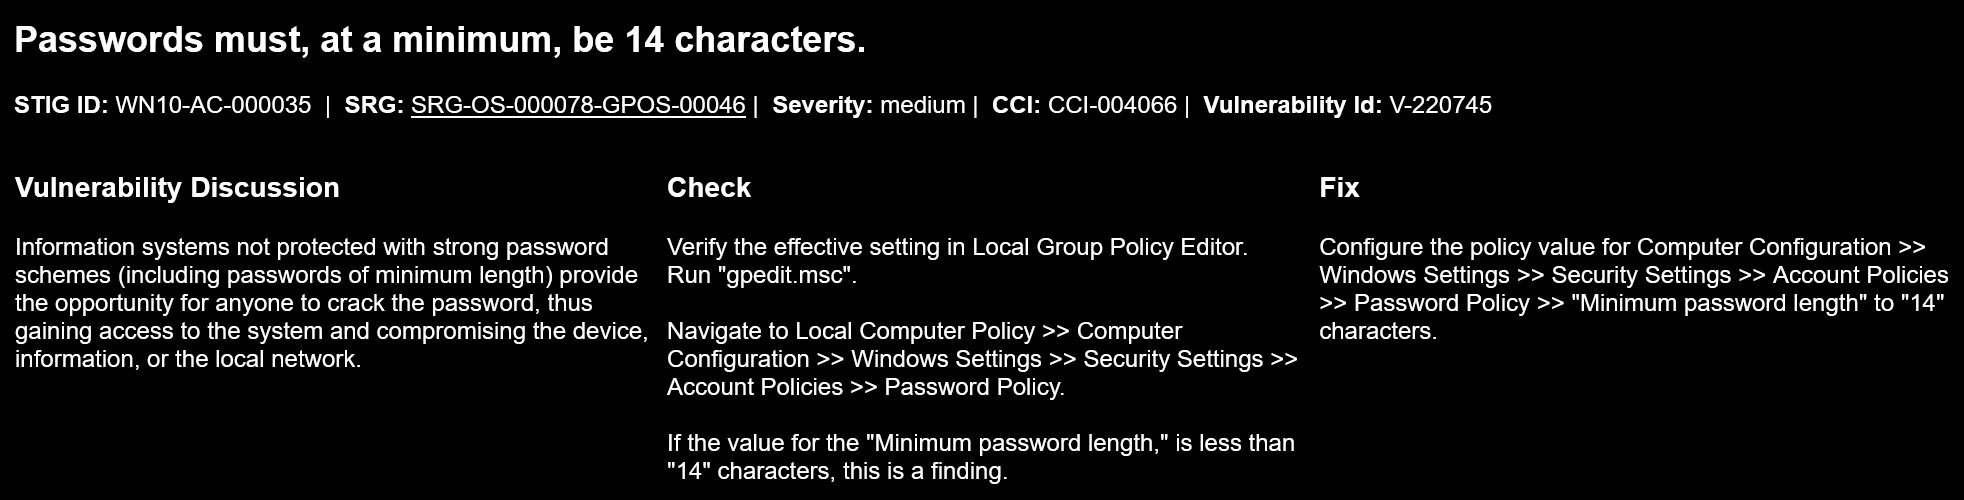 Passwords must, at a minimum, be 14 characters.
STIG ID: WN10-AC-000035 | SRG: SRG-OS-000078-GPOS-00046 | Severity: medium | CCI: CCI-004066 | Vulnerability Id: V-220745
Vulnerability Discussion
Information systems not protected with strong password
schemes (including passwords of minimum length) provide
the opportunity for anyone to crack the password, thus
gaining access to the system and compromising the device,
information, or the local network.
Check
Verify the effective setting in Local Group Policy Editor.
Run "gpedit.msc".
Navigate to Local Computer Policy >> Computer
Configuration >> Windows Settings >> Security Settings >>
Account Policies >> Password Policy.
If the value for the "Minimum password length," is less than
"14" characters, this is a finding.
Fix
Configure the policy value for Computer Configuration >>
Windows Settings >> Security Settings >> Account Policies
>> Password Policy >> "Minimum password length" to "14"
characters.